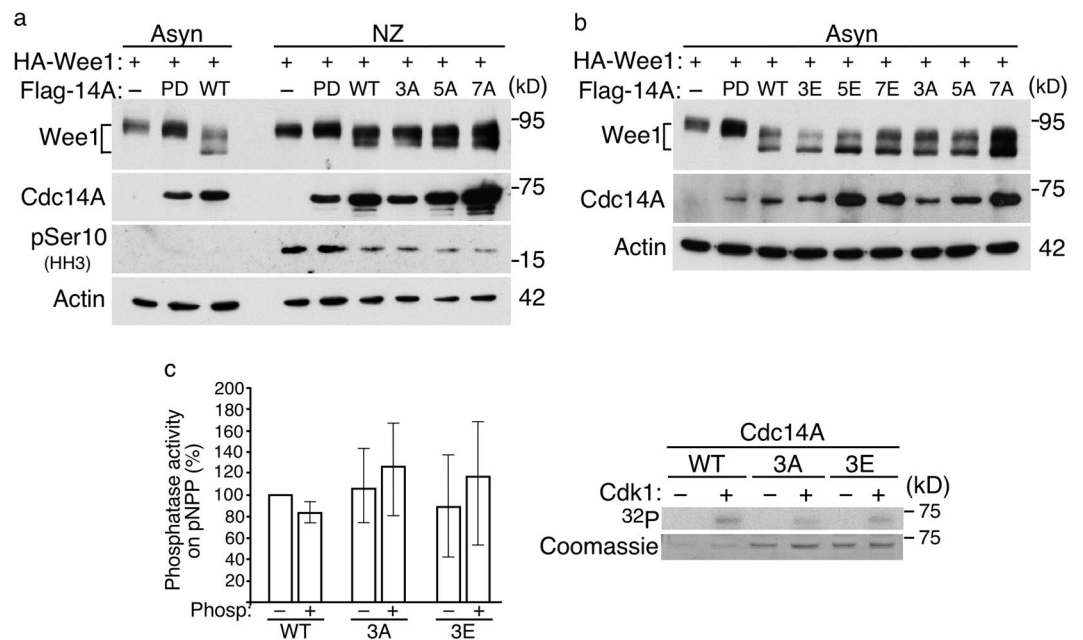 a
Asyn NZ
HA-Wee1: + + + + + + + + +
Flag-14A: – PD WT – PD WT 3A 5A 7A (kD)
Wee1 -95
Cdc14A -75
pSer10
(HH3) -15
Actin 42
b
Asyn
HA-Wee1: + + + + + + + + +
Flag-14A: – PD WT 3E 5E 7E 3A 5A 7A (kD)
Wee1 -95
Cdc14A -75
Actin 42
c
Phosphatase activity
on pNPP (%)
200
180
160
140
120
100
80
60
40
20
Phosp: – + – + – +
WT 3A 3E
Cdc14A
WT 3A 3E
Cdk1: – + – + – + (kD)
32P - 75
Coomassie - 75